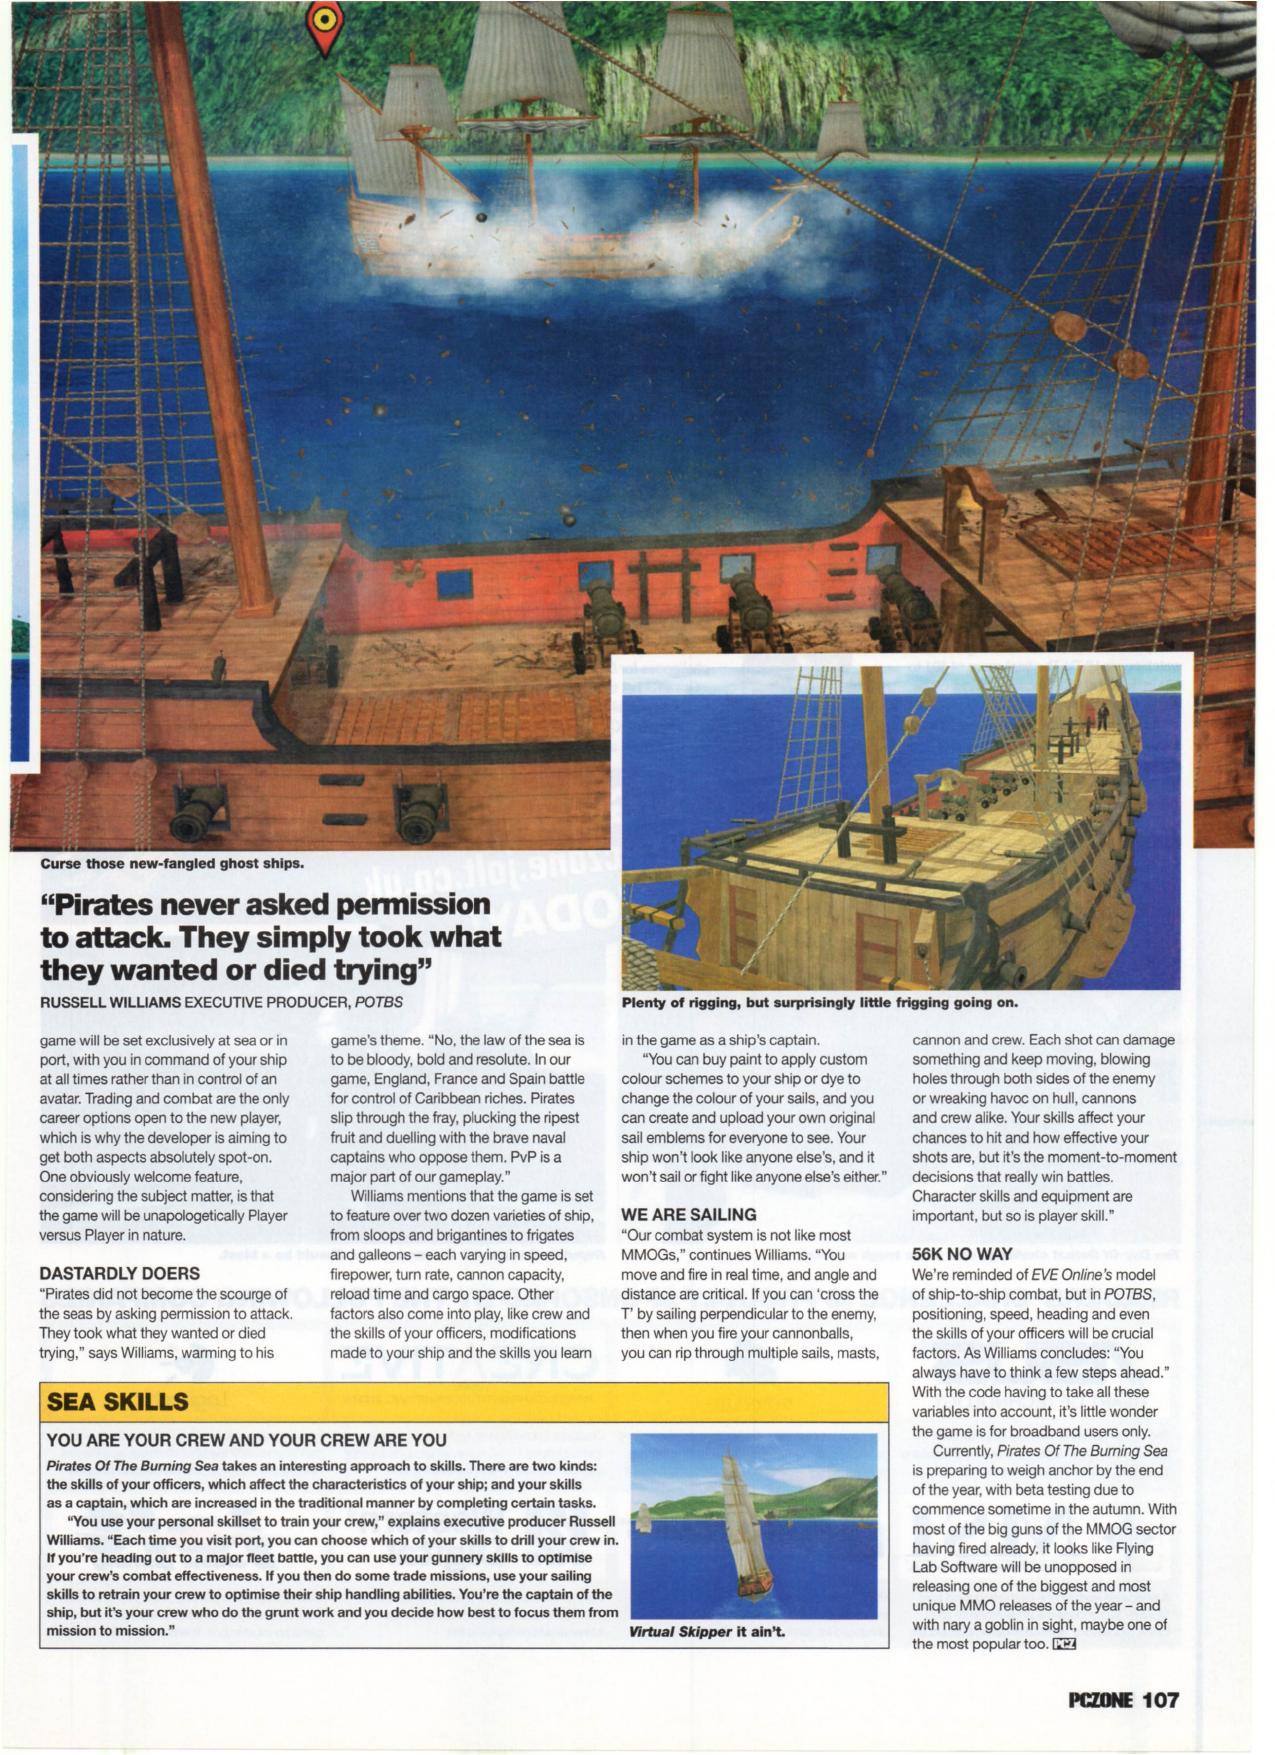 Curse those new-fangled ghost ships.
“Pirates never asked permission
to attack. They simply took what
they wanted or died trying”
RUSSELL WILLIAMS EXECUTIVE PRODUCER, POTBS
Plenty of rigging, but surprisingly little frigging going on.
game will be set exclusively at sea or in
port, with you in command of your ship
at all times rather than in control of an
avatar. Trading and combat are the only
career options open to the new player,
which is why the developer is aiming to
get both aspects absolutely spot-on.
One obviously welcome feature,
considering the subject matter, is that
the game will be unapologetically Player
versus Player in nature.
DASTARDLY DOERS
“Pirates did not become the scourge of
the seas by asking permission to attack.
They took what they wanted or died
trying,” says Williams, warming to his
game’s theme. “No, the law of the sea is
to be bloody, bold and resolute. In our
game, England, France and Spain battle
for control of Caribbean riches. Pirates
slip through the fray, plucking the ripest
fruit and duelling with the brave naval
captains who oppose them. PvP is a
major part of our gameplay.”
Williams mentions that the game is set
to feature over two dozen varieties of ship,
from sloops and brigantines to frigates
and galleons – each varying in speed,
firepower, turn rate, cannon capacity,
reload time and cargo space. Other
factors also come into play, like crew and
the skills of your officers, modifications
made to your ship and the skills you learn
in the game as a ship’s captain.
“You can buy paint to apply custom
colour schemes to your ship or dye to
change the colour of your sails, and you
can create and upload your own original
sail emblems for everyone to see. Your
ship won’t look like anyone else’s, and it
won’t sail or fight like anyone else’s either.”
WE ARE SAILING
“Our combat system is not like most
MMOGs,” continues Williams. “You
move and fire in real time, and angle and
distance are critical. If you can ‘cross the
T’ by sailing perpendicular to the enemy,
then when you fire your cannonballs,
you can rip through multiple sails, masts,
cannon and crew. Each shot can damage
something and keep moving, blowing
holes through both sides of the enemy
or wreaking havoc on hull, cannons
and crew alike. Your skills affect your
chances to hit and how effective your
shots are, but it’s the moment-to-moment
decisions that really win battles.
Character skills and equipment are
important, but so is player skill.”
56K NO WAY
We’re reminded of EVE Online’s model
of ship-to-ship combat, but in POTBS,
positioning, speed, heading and even
the skills of your officers will be crucial
factors. As Williams concludes: “You
always have to think a few steps ahead.”
With the code having to take all these
variables into account, it’s little wonder
the game is for broadband users only.
Currently, Pirates Of The Burning Sea
is preparing to weigh anchor by the end
of the year, with beta testing due to
commence sometime in the autumn. With
most of the big guns of the MMOG sector
having fired already, it looks like Flying
Lab Software will be unopposed in
releasing one of the biggest and most
unique MMO releases of the year – and
with nary a goblin in sight, maybe one of
the most popular too. PCZ
SEA SKILLS
YOU ARE YOUR CREW AND YOUR CREW ARE YOU
Pirates Of The Burning Sea takes an interesting approach to skills. There are two kinds:
the skills of your officers, which affect the characteristics of your ship; and your skills
as a captain, which are increased in the traditional manner by completing certain tasks.
“You use your personal skillset to train your crew,” explains executive producer Russell
Williams. “Each time you visit port, you can choose which of your skills to drill your crew in.
If you’re heading out to a major fleet battle, you can use your gunnery skills to optimise
your crew’s combat effectiveness. If you then do some trade missions, use your sailing
skills to retrain your crew to optimise their ship handling abilities. You’re the captain of the
ship, but it’s your crew who do the grunt work and you decide how best to focus them from
mission to mission.”
Virtual Skipper it ain’t.
PCZONE 107